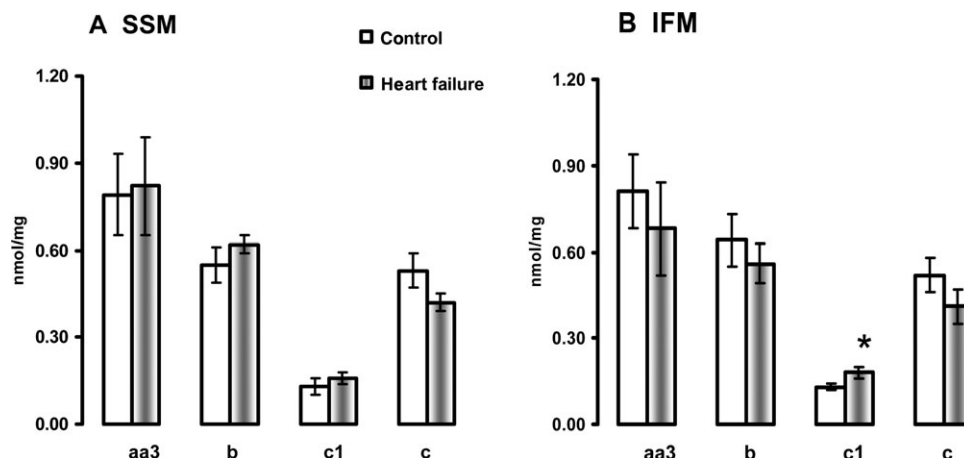 A SSM
Control
Heart failure
nmol/mg
1.20
0.90
0.60
0.30
0.00
aa3 b c1 c
B IFM
nmol/mg
1.20
0.90
0.60
0.30
0.00
*
aa3 b c1 c